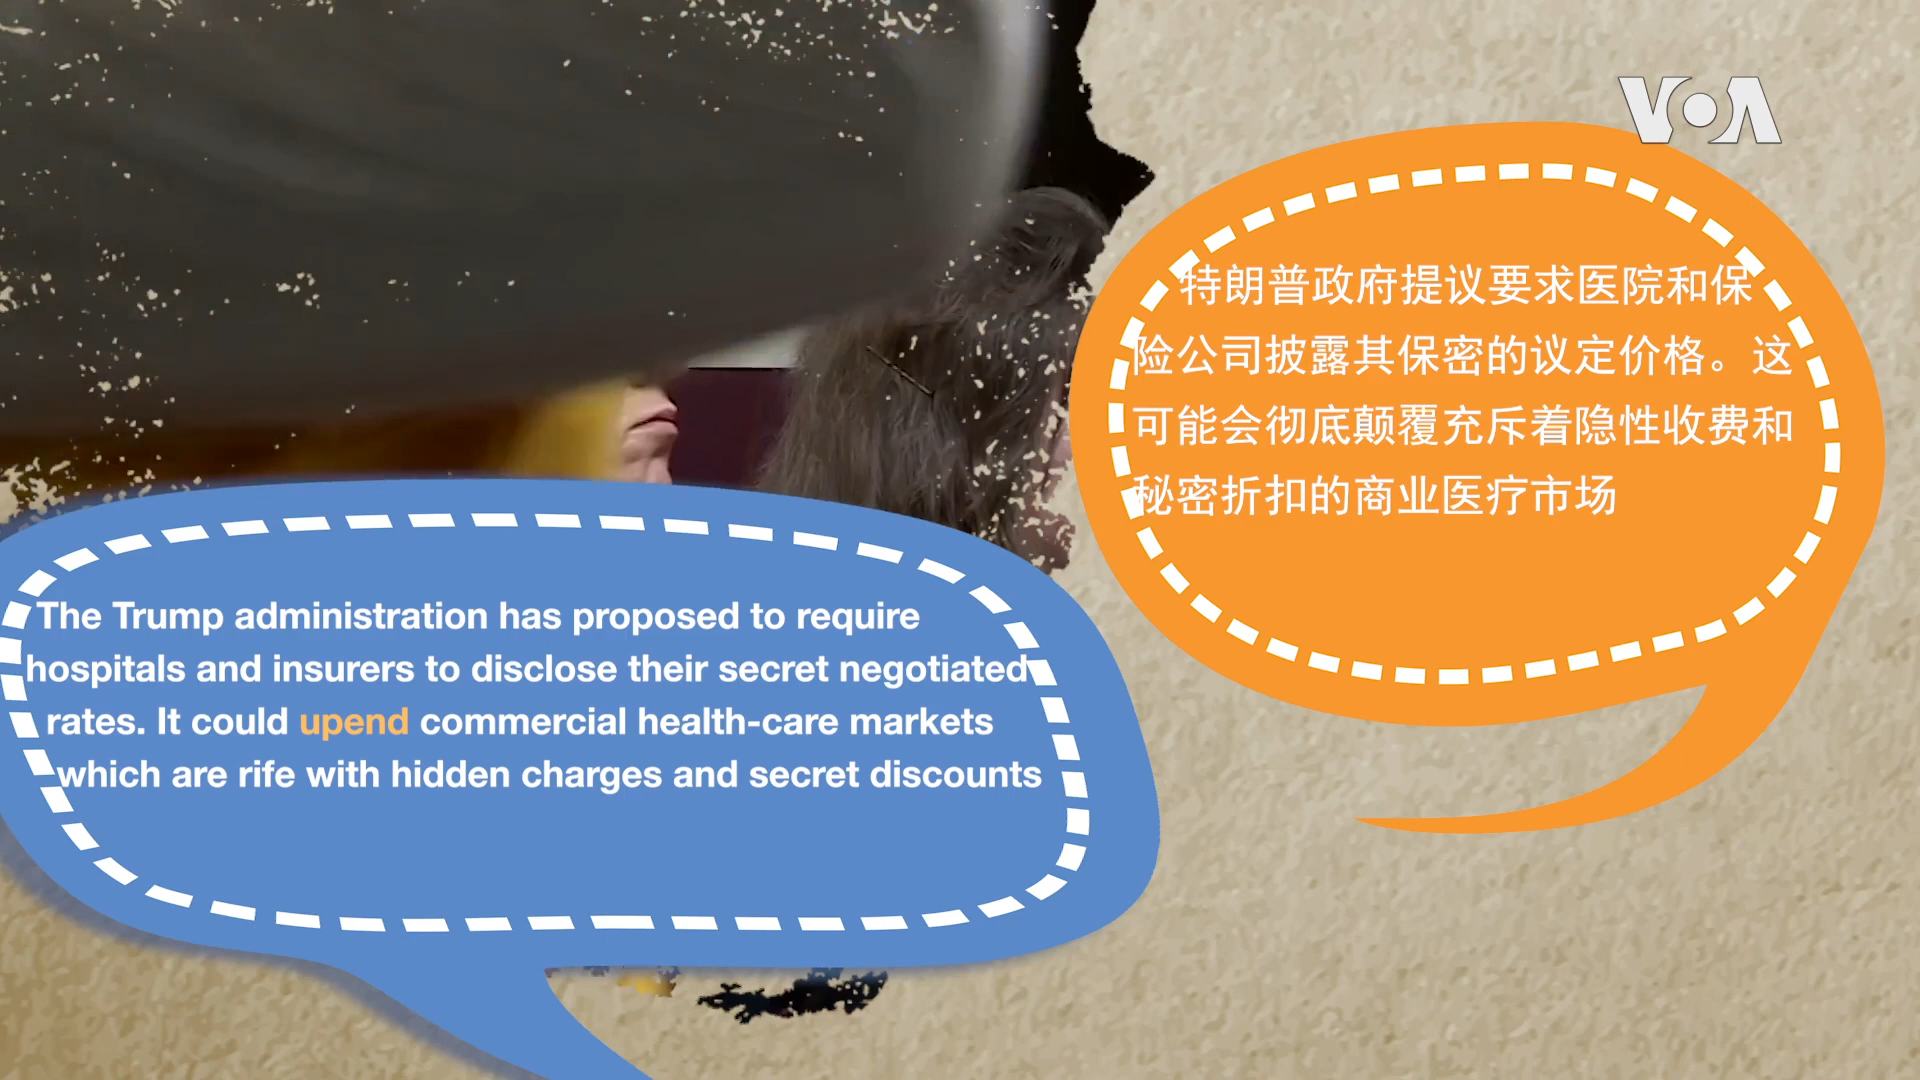 VOA
特朗普政府提议要求医院和保
险公司披露其保密的议定价格。这
可能会彻底颠覆充斥着隐性收费和
秘密折扣的商业医疗市场
The Trump administration has proposed to require
hospitals and insurers to disclose their secret negotiated
rates. It could upend commercial health-care markets
which are rife with hidden charges and secret discounts